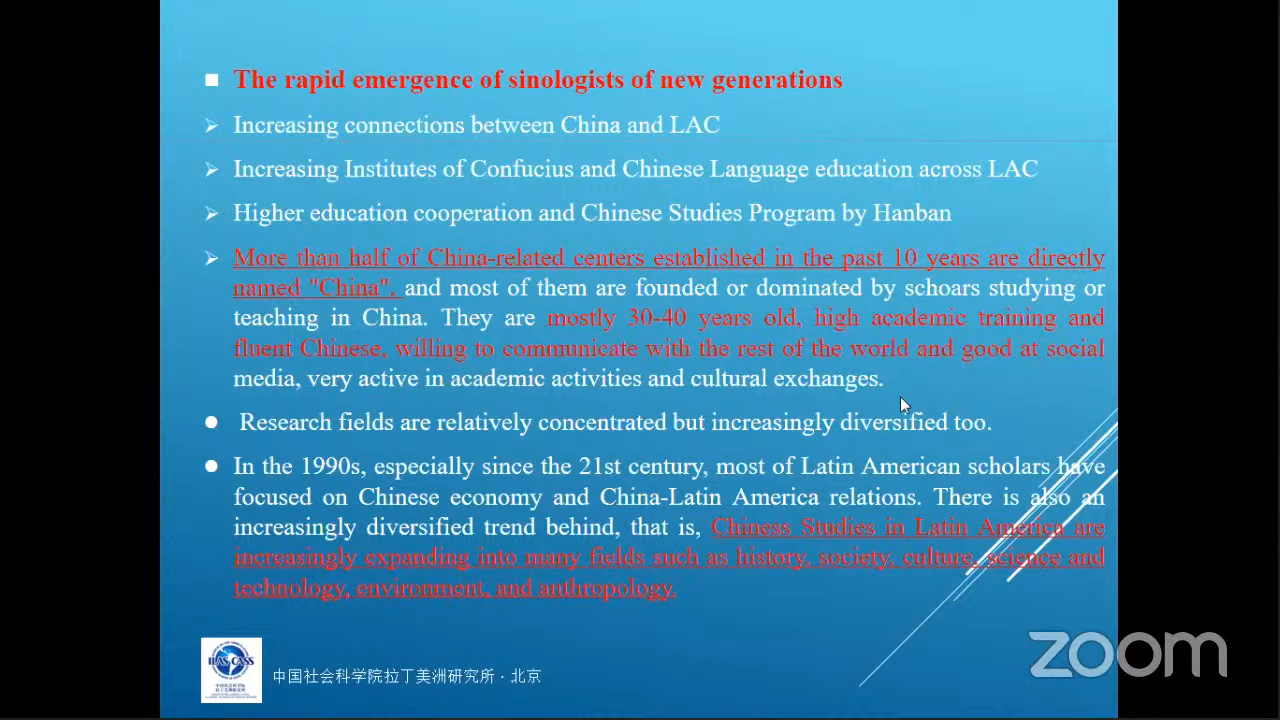 The rapid emergence of sinologists of new generations
Increasing connections between China and LAC
Increasing Institutes of Confucius and Chinese Language education across LAC
Higher education cooperation and Chinese Studies Program by Hanban
More than half of China-related centers established in the past 10 years are directly
named "China", and most of them are founded or dominated by schoars studying or
teaching in China. They are mostly 30-40 years old, high academic training and
fluent Chinese, willing to communicate with the rest of the world and good at social
media, very active in academic activities and cultural exchanges.
Research fields are relatively concentrated but increasingly diversified too.
In the 1990s, especially since the 21st century, most of Latin American scholars have
focused on Chinese economy and China-Latin America relations. There is also an
increasingly diversified trend behind, that is, Chiness Studies in Latin America are
increasingly expanding into many fields such as history, society, culture, science and
technology, environment, and anthropology.
ILAS, CASS
中国社会科学院拉丁美洲研究所·北京
zoom